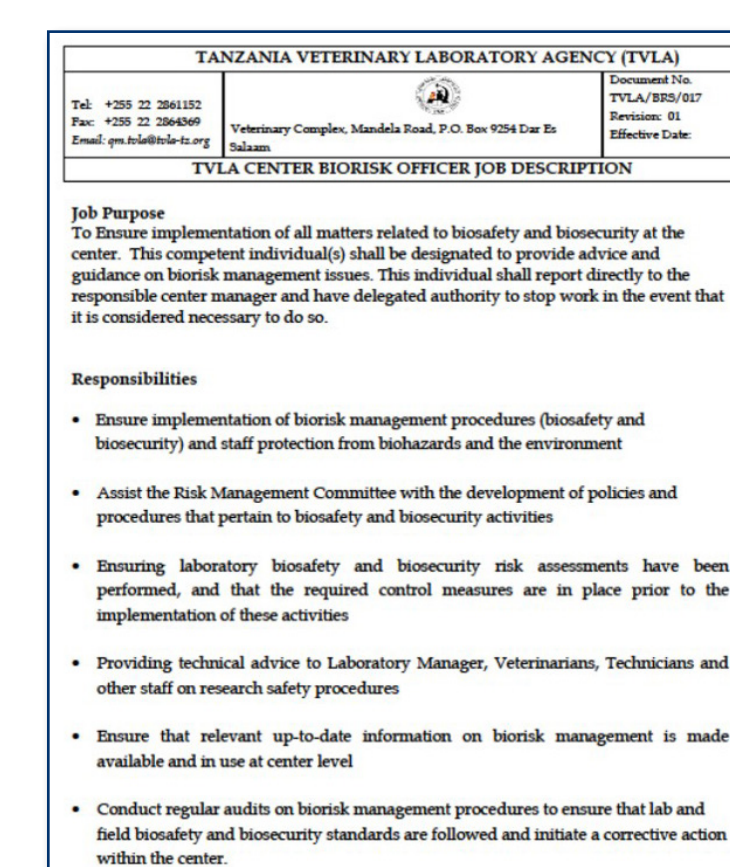 TANZANIA VETERINARY LABORATORY AGENCY (TVLA)
Tel: +255 22 2861152
Fax: +255 22 2864369
Email: qm.tvla@tvla-tz.org
Veterinary Complex, Mandela Road, P.O. Box 9254 Dar Es
Salaam
Document No.
TVLA/BRS/017
Revision: 01
Effective Date:
TVLA CENTER BIORISK OFFICER JOB DESCRIPTION
Job Purpose
To Ensure implementation of all matters related to biosafety and biosecurity at the
center. This competent individual(s) shall be designated to provide advice and
guidance on biorisk management issues. This individual shall report directly to the
responsible center manager and have delegated authority to stop work in the event that
it is considered necessary to do so.
Responsibilities
• Ensure implementation of biorisk management procedures (biosafety and
biosecurity) and staff protection from biohazards and the environment
• Assist the Risk Management Committee with the development of policies and
procedures that pertain to biosafety and biosecurity activities
• Ensuring laboratory biosafety and biosecurity risk assessments have been
performed, and that the required control measures are in place prior to the
implementation of these activities
• Providing technical advice to Laboratory Manager, Veterinarians, Technicians and
other staff on research safety procedures
• Ensure that relevant up-to-date information on biorisk management is made
available and in use at center level
• Conduct regular audits on biorisk management procedures to ensure that lab and
field biosafety and biosecurity standards are followed and initiate a corrective action
within the center.